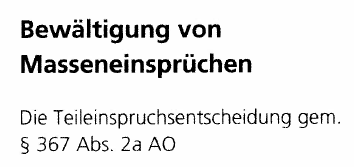 Bewältigung von
Masseneinsprüchen
Die Teileinspruchsentscheidung gem.
§ 367 Abs. 2a AO